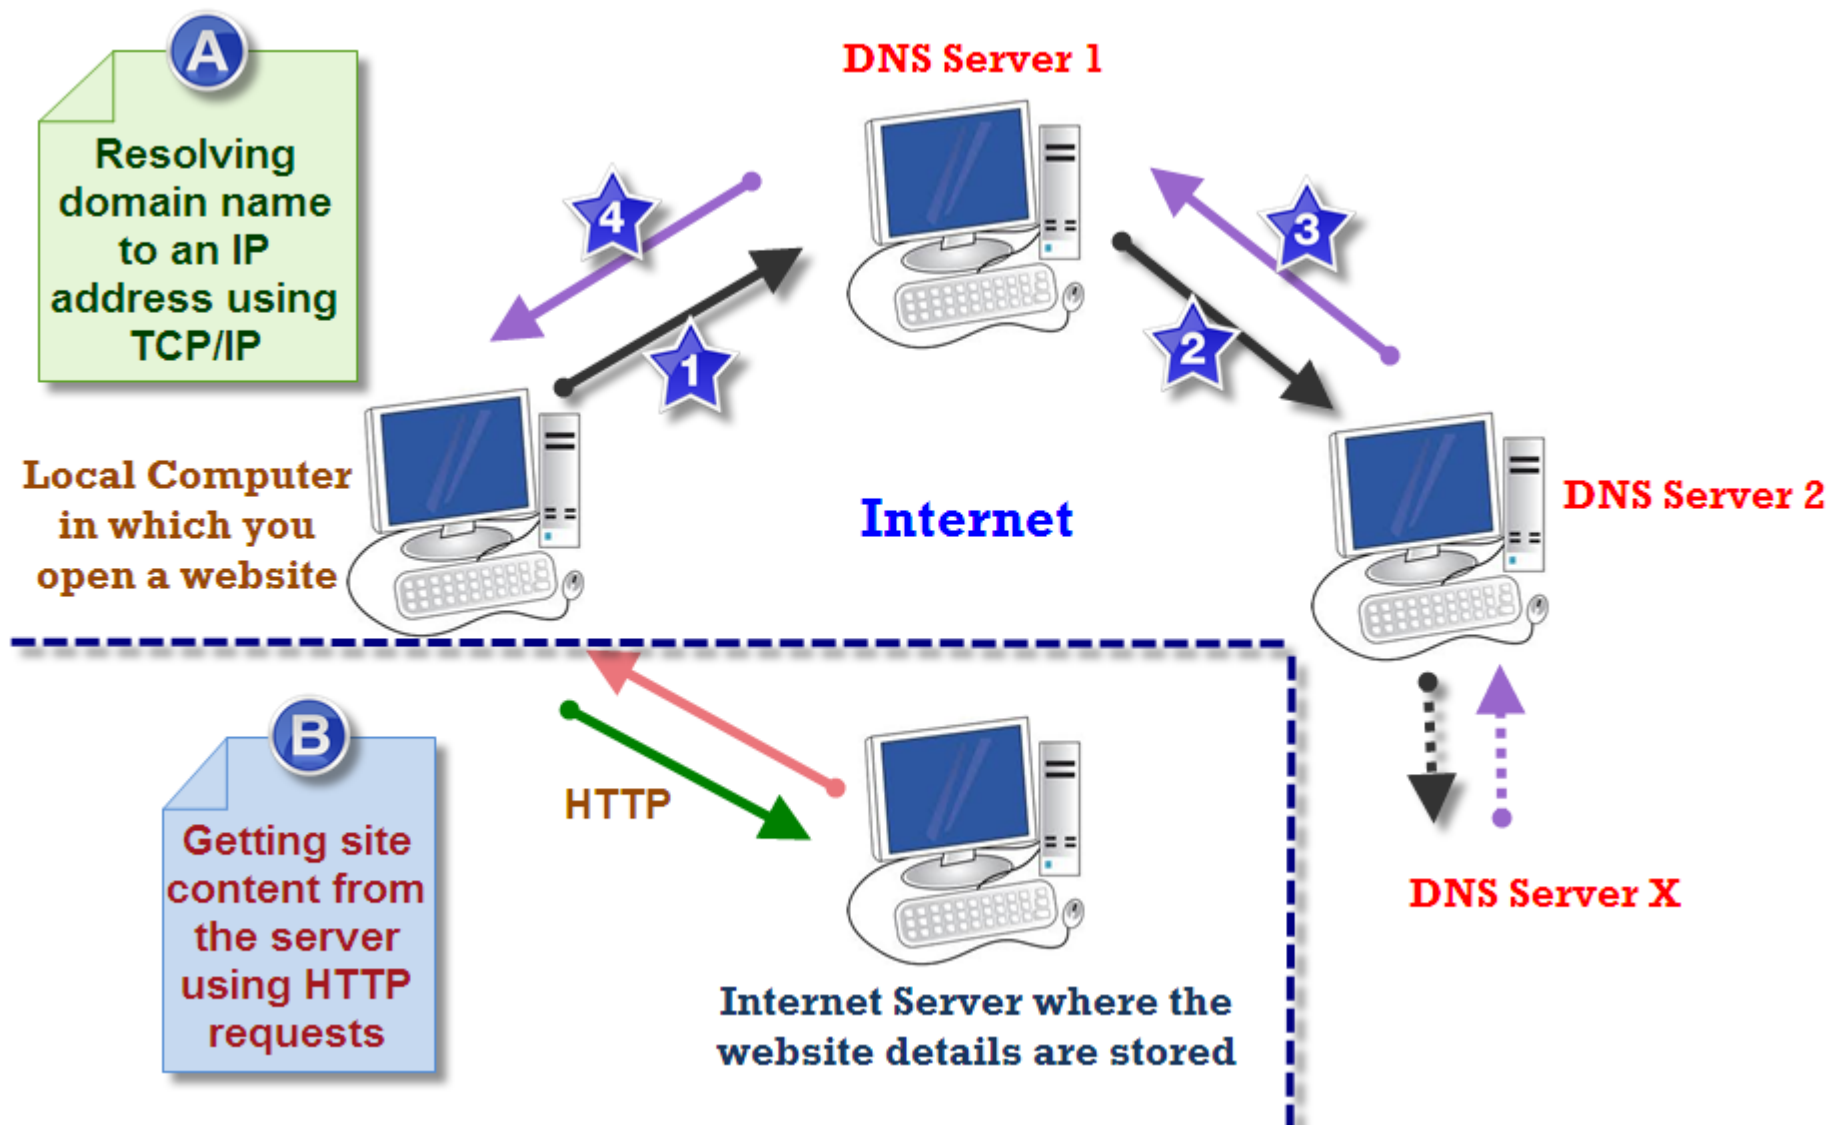 A
Resolving
domain name
to an IP
address using
TCP/IP
DNS Server 1
4
1
3
2
Local Computer
in which you
open a website
Internet
DNS Server 2
B
Getting site
content from
the server
using HTTP
requests
HTTP
DNS Server X
Internet Server where the
website details are stored